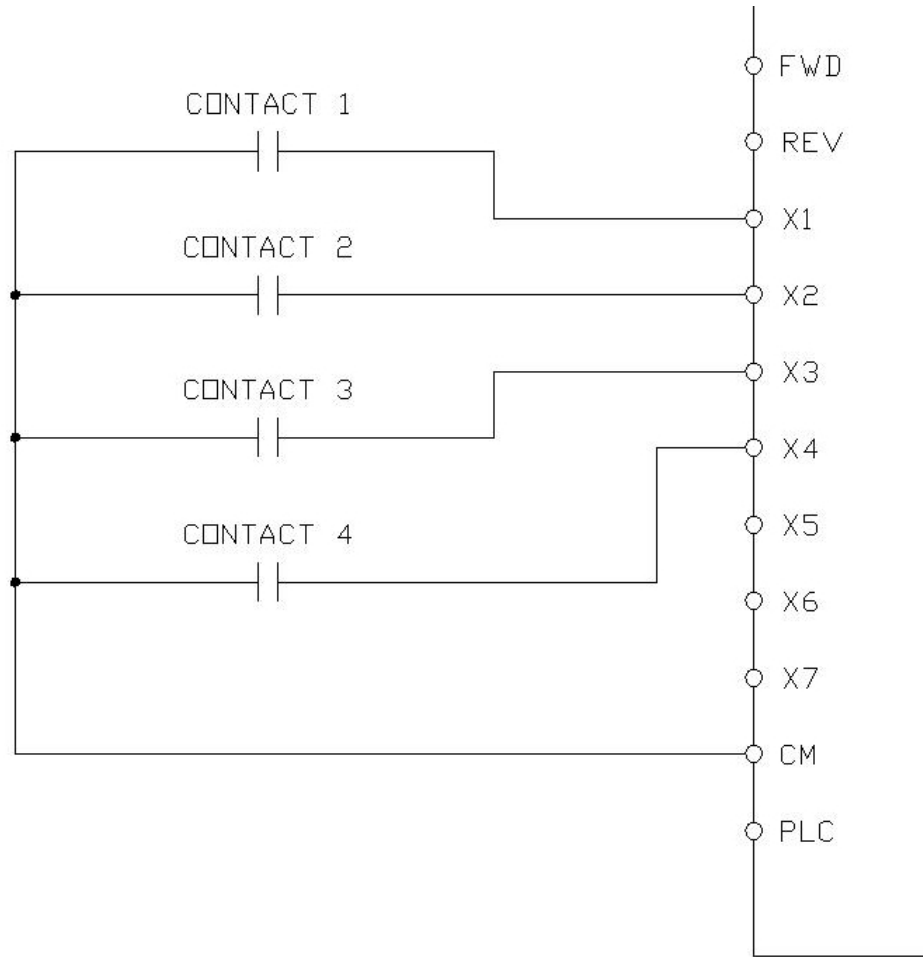 FWD
CONTACT 1
REV
X1
CONTACT 2
X2
X3
CONTACT 3
X4
CONTACT 4
X5
X6
X7
CM
PLC